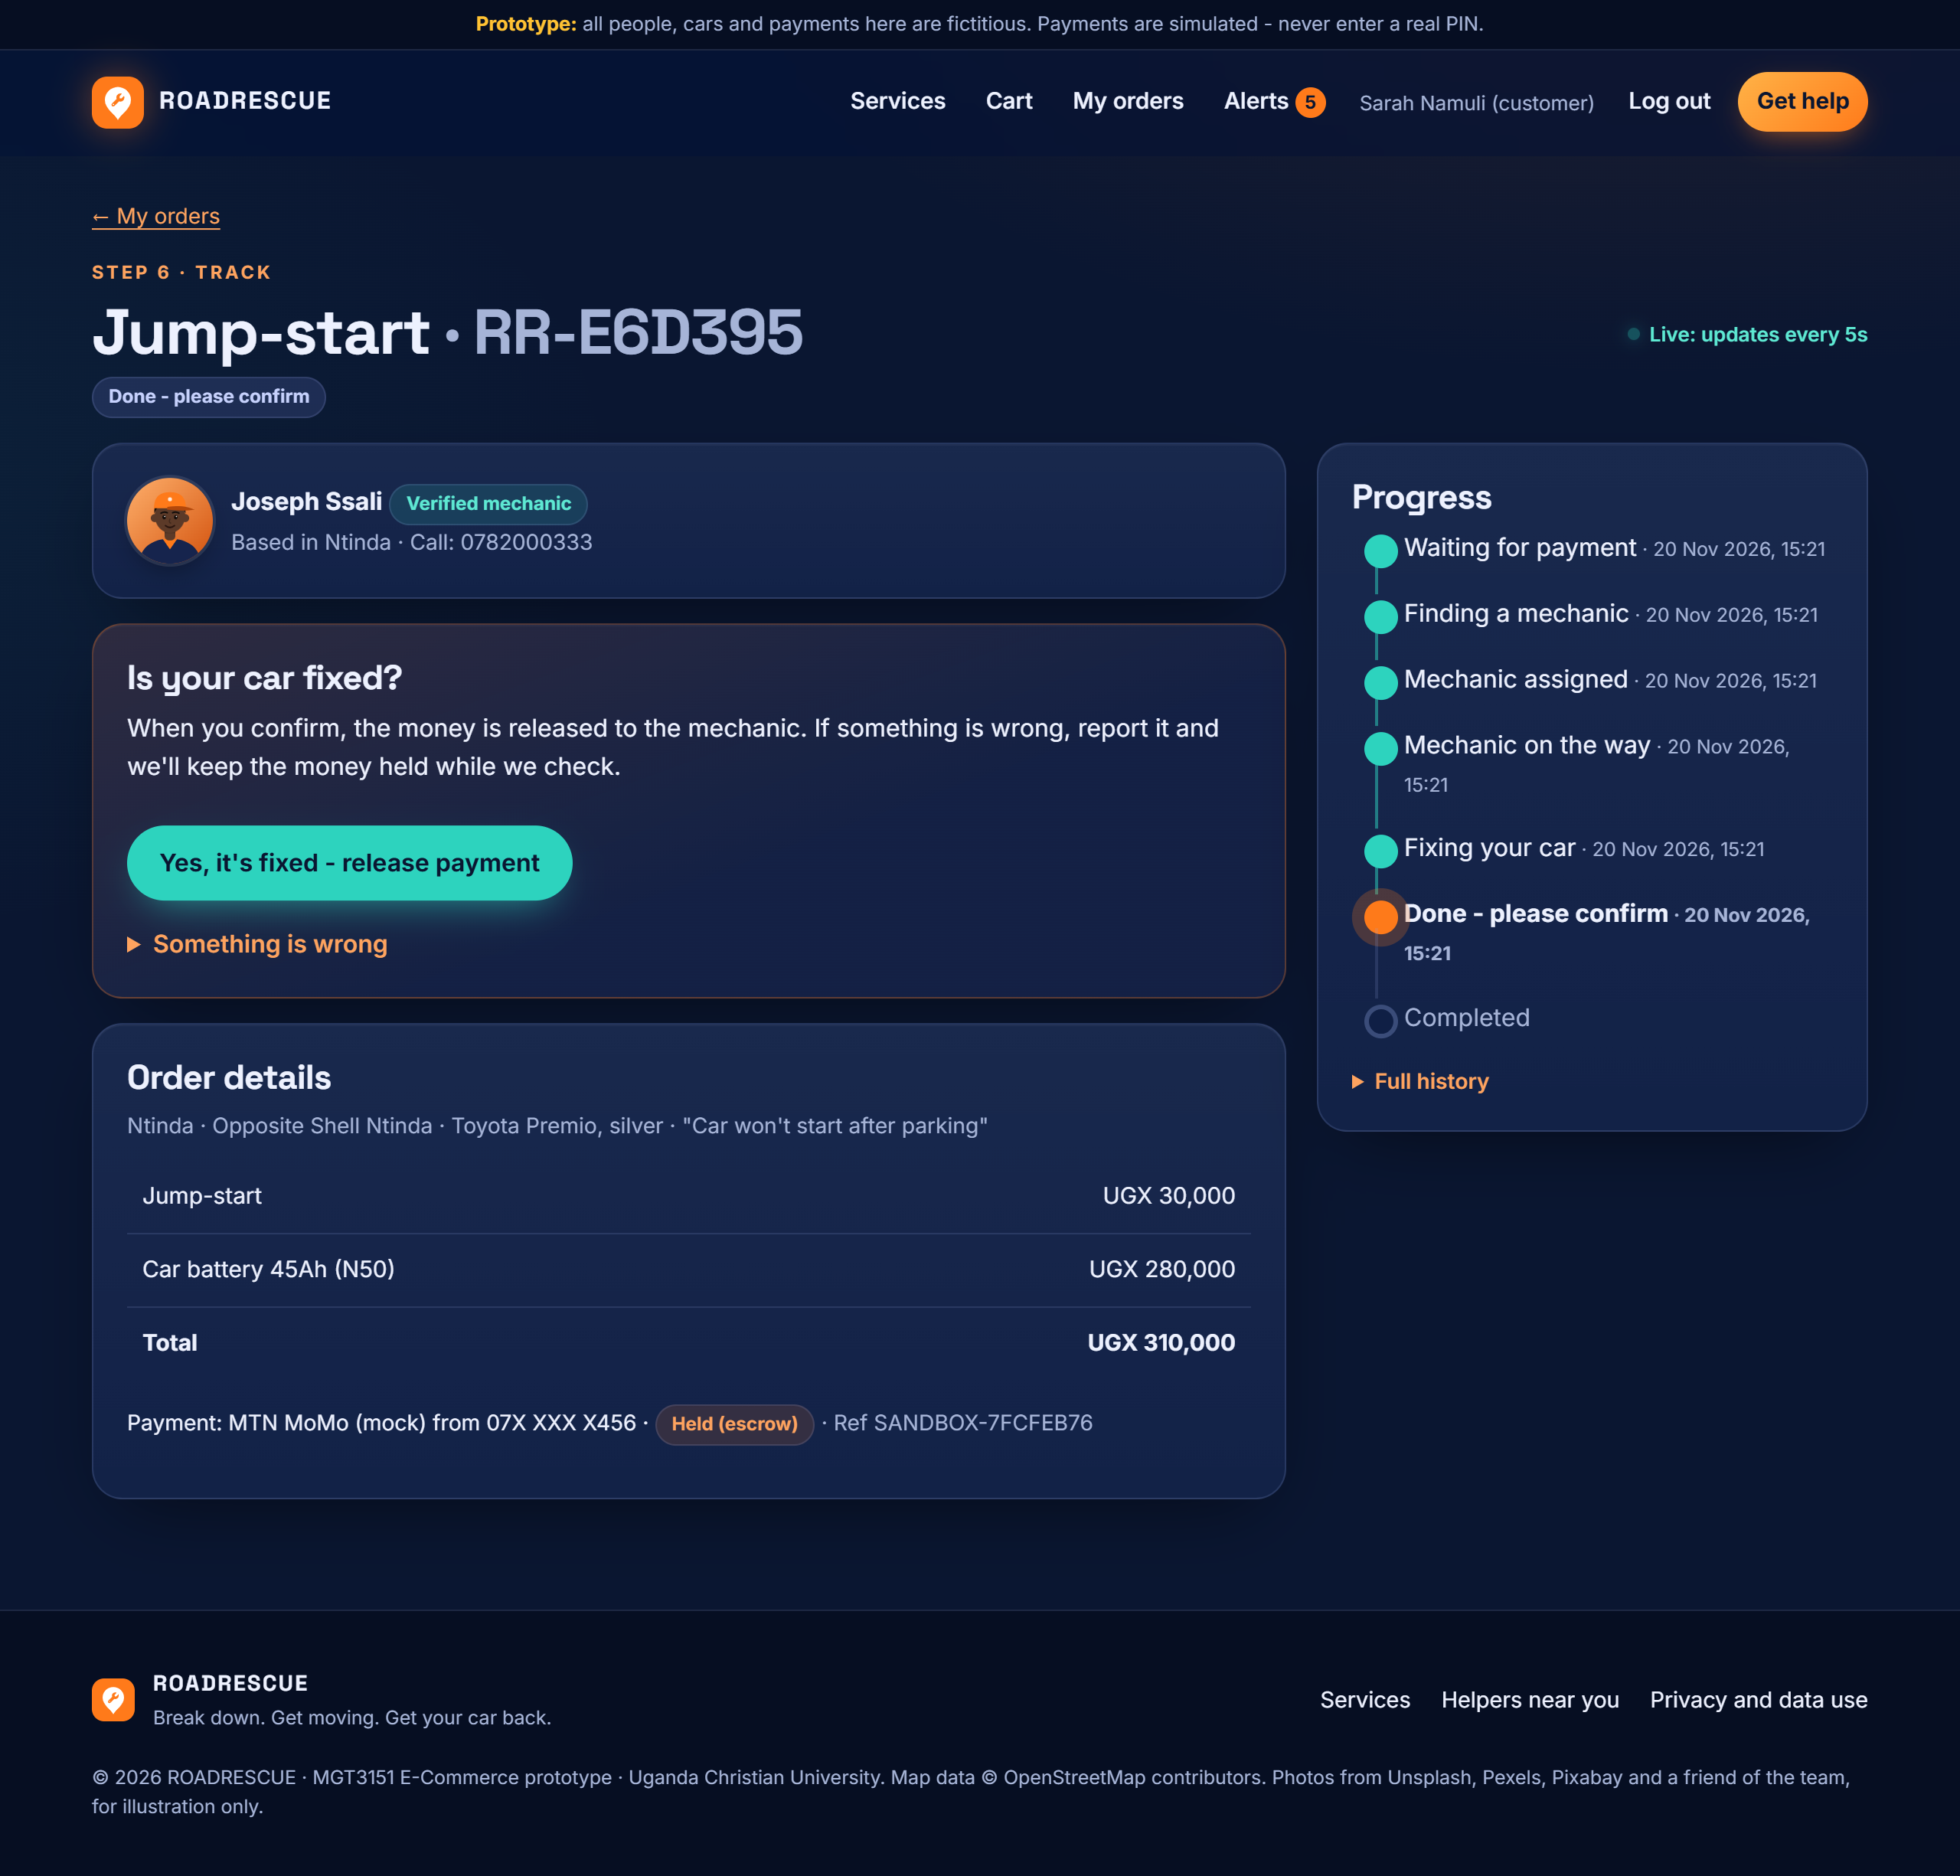 Prototype: all people, cars and payments here are fictitious. Payments are simulated - never enter a real PIN.
ROADRESCUE
Services
Cart
My orders
Alerts 5
Sarah Namuli (customer)
Log out
Get help
← My orders
STEP 6 · TRACK
Jump-start · RR-E6D395
Live: updates every 5s
Done - please confirm
Joseph Ssali Verified mechanic
Based in Ntinda · Call: 0782000333
Is your car fixed?
When you confirm, the money is released to the mechanic. If something is wrong, report it and
we'll keep the money held while we check.
Yes, it's fixed - release payment
▶ Something is wrong
Order details
Ntinda · Opposite Shell Ntinda · Toyota Premio, silver · "Car won't start after parking"
Jump-start UGX 30,000
Car battery 45Ah (N50) UGX 280,000
Total UGX 310,000
Payment: MTN MoMo (mock) from 07X XXX X456 · Held (escrow) · Ref SANDBOX-7FCFEB76
Progress
Waiting for payment · 20 Nov 2026, 15:21
Finding a mechanic · 20 Nov 2026, 15:21
Mechanic assigned · 20 Nov 2026, 15:21
Mechanic on the way · 20 Nov 2026,
15:21
Fixing your car · 20 Nov 2026, 15:21
Done - please confirm · 20 Nov 2026,
15:21
Completed
▶ Full history
ROADRESCUE
Break down. Get moving. Get your car back.
Services
Helpers near you
Privacy and data use
© 2026 ROADRESCUE · MGT3151 E-Commerce prototype · Uganda Christian University. Map data © OpenStreetMap contributors. Photos from Unsplash, Pexels, Pixabay and a friend of the team,
for illustration only.